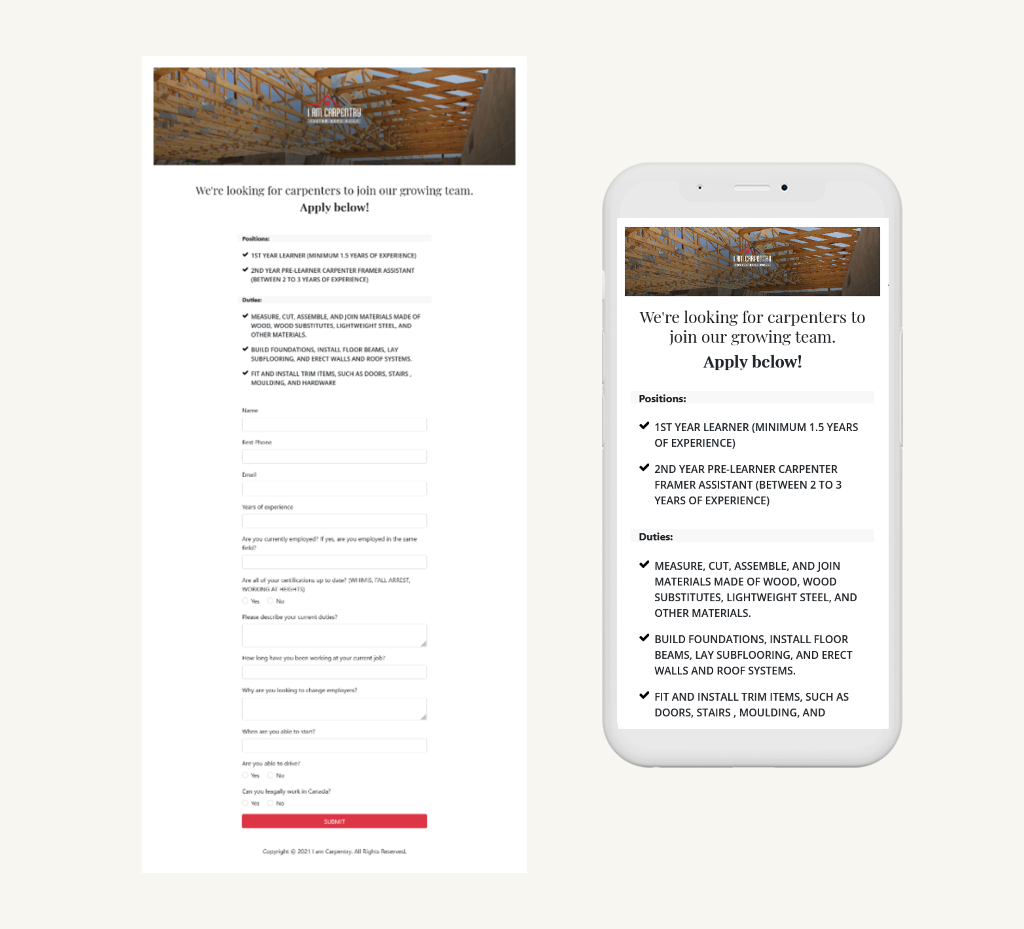 I AM CARPENTRY
CUSTOM HOME BUILD
We're looking for carpenters to join our growing team.
Apply below!
Positions:
1ST YEAR LEARNER (MINIMUM 1.5 YEARS OF EXPERIENCE)
2ND YEAR PRE-LEARNER CARPENTER FRAMER ASSISTANT
(BETWEEN 2 TO 3 YEARS OF EXPERIENCE)
Duties:
MEASURE, CUT, ASSEMBLE, AND JOIN MATERIALS MADE OF
WOOD, WOOD SUBSTITUTES, LIGHTWEIGHT STEEL, AND
OTHER MATERIALS.
BUILD FOUNDATIONS, INSTALL FLOOR BEAMS, LAY
SUBFLOORING, AND ERECT WALLS AND ROOF SYSTEMS.
FIT AND INSTALL TRIM ITEMS, SUCH AS DOORS, STAIRS ,
MOULDING, AND HARDWARE
Name
Best Phone
Email
Years of experience
Are you currently employed? If yes, are you employed in the same
field?
Are all of your certifications up to date? (WHIMIS, FALL ARREST,
WORKING AT HEIGHTS)
Yes No
Please describe your current duties?
How long have you been working at your current job?
Why are you looking to change employers?
When are you able to start?
Are you able to drive?
Yes No
Can you leagally work in Canada?
Yes No
SUBMIT
Copyright © 2021 I am Carpentry. All Rights Reserved.
I AM CARPENTRY
We're looking for carpenters to
join our growing team.
Apply below!
Positions:
1ST YEAR LEARNER (MINIMUM 1.5 YEARS
OF EXPERIENCE)
2ND YEAR PRE-LEARNER CARPENTER
FRAMER ASSISTANT (BETWEEN 2 TO 3
YEARS OF EXPERIENCE)
Duties:
MEASURE, CUT, ASSEMBLE, AND JOIN
MATERIALS MADE OF WOOD, WOOD
SUBSTITUTES, LIGHTWEIGHT STEEL, AND
OTHER MATERIALS.
BUILD FOUNDATIONS, INSTALL FLOOR
BEAMS, LAY SUBFLOORING, AND ERECT
WALLS AND ROOF SYSTEMS.
FIT AND INSTALL TRIM ITEMS, SUCH AS
DOORS, STAIRS , MOULDING, AND